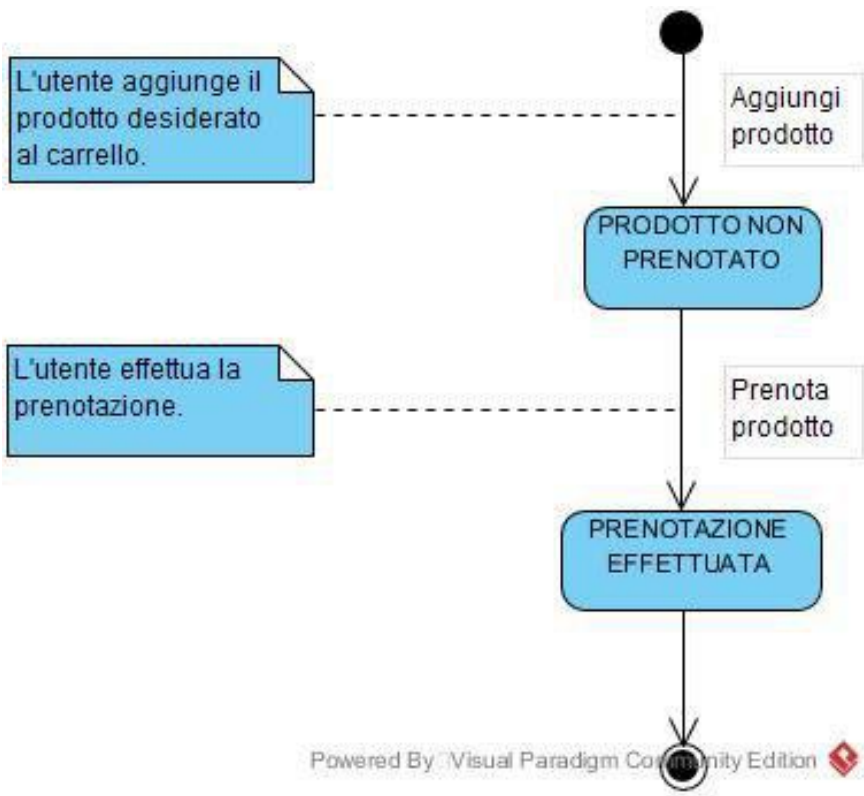 L'utente aggiunge il
prodotto desiderato
al carrello.
Aggiungi
prodotto
PRODOTTO NON
PRENOTATO
L'utente effettua la
prenotazione.
Prenota
prodotto
PRENOTAZIONE
EFFETTUATA
Powered By Visual Paradigm Community Edition